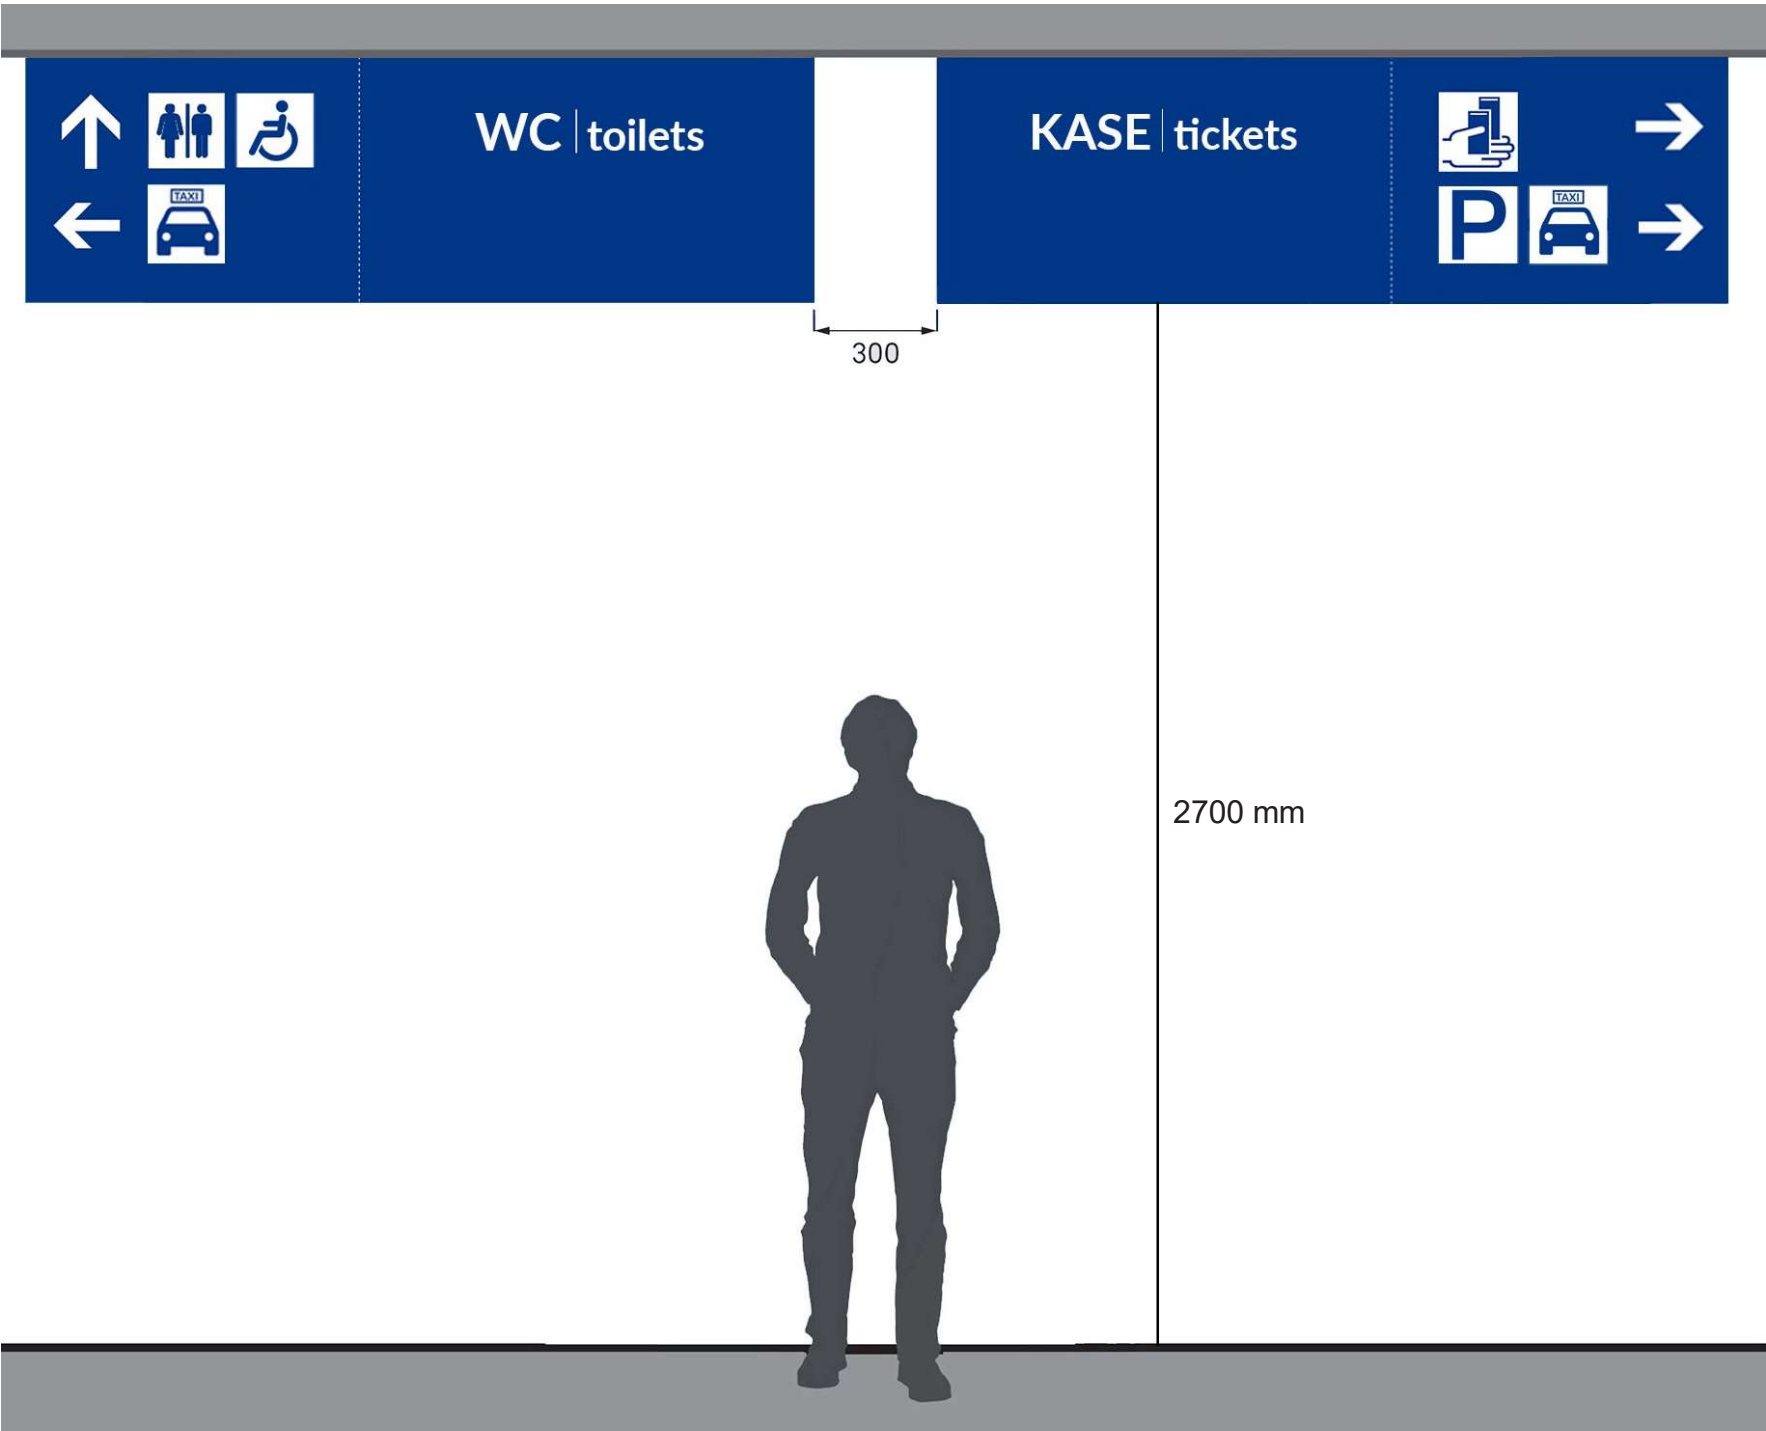 WC | toilets
TAXI
KASE | tickets
P
TAXI
300
2700 mm